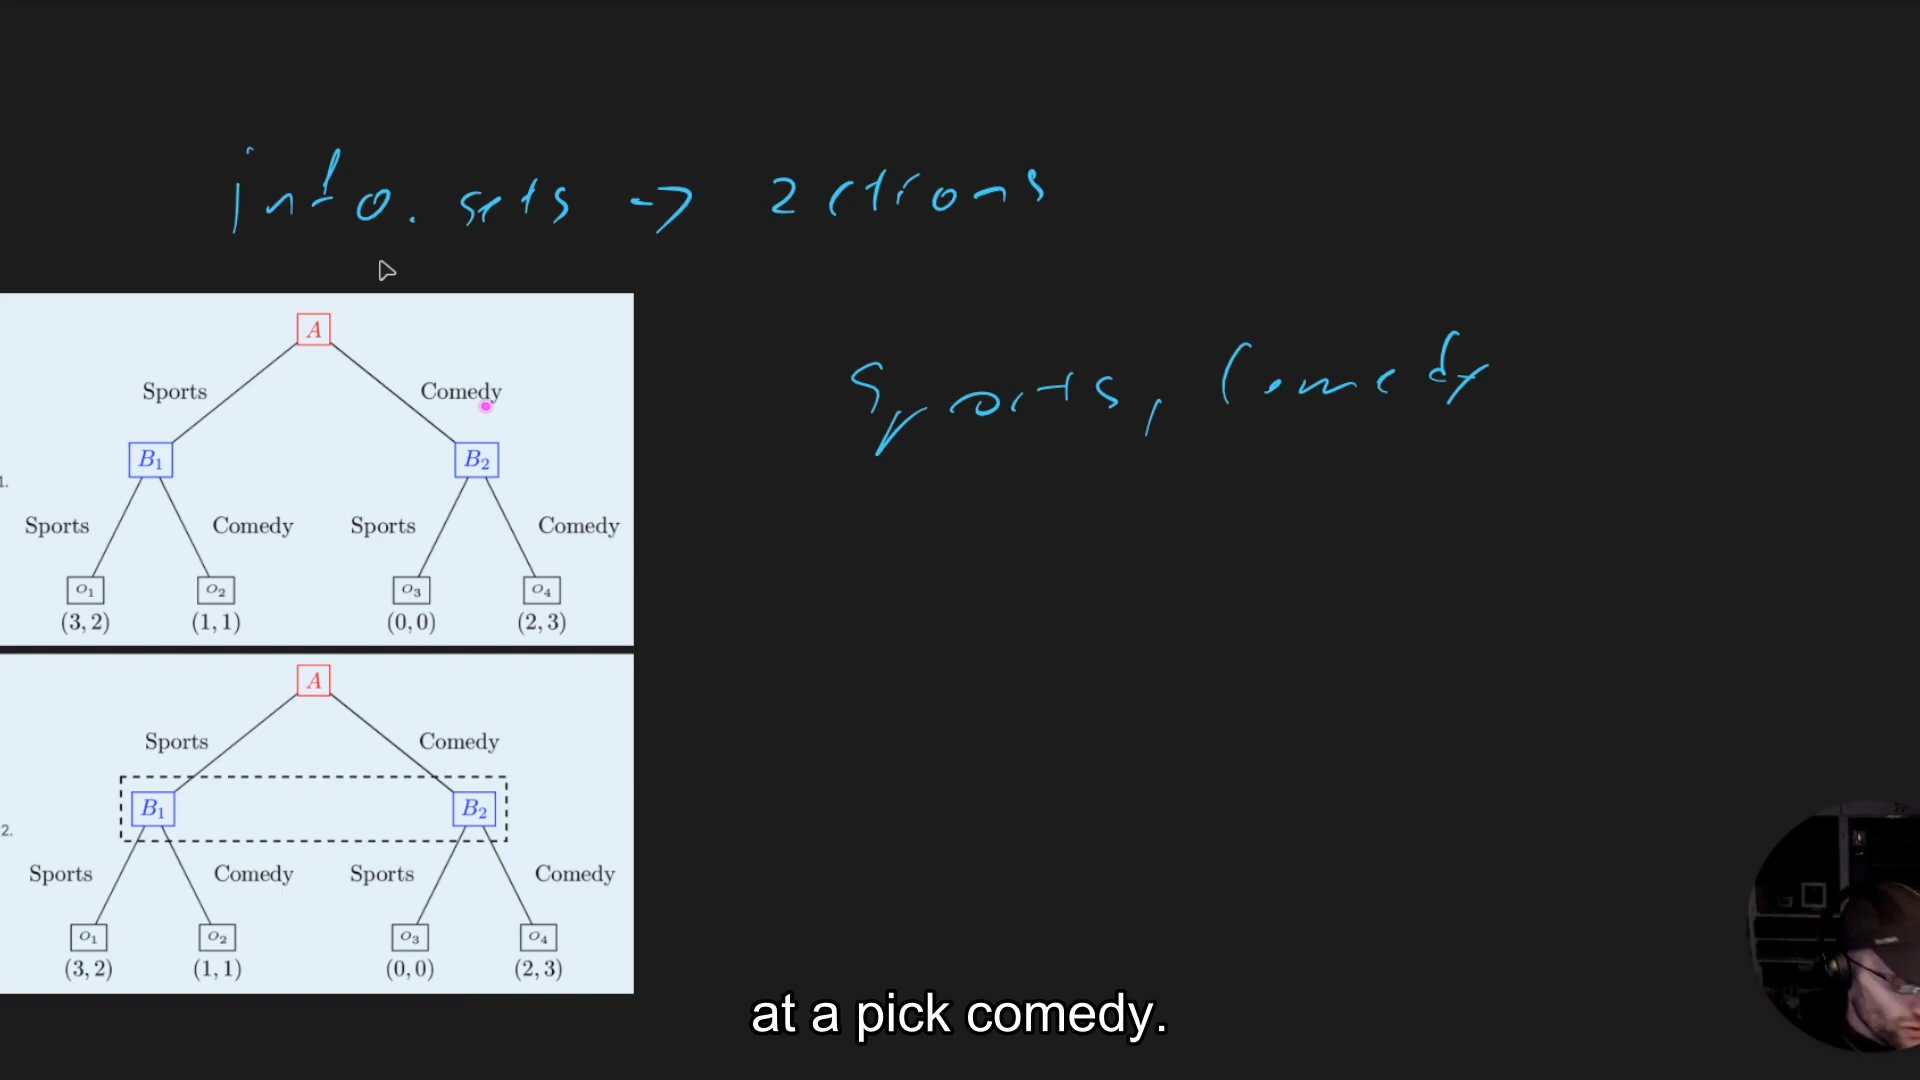 info. sets -> actions
A
Sports Comedy
B1 B2
1.
Sports Comedy Sports Comedy
o1 o2 o3 o4
(3, 2) (1, 1) (0, 0) (2, 3)
Sports, Comedy
A
Sports Comedy
B1 B2
2.
Sports Comedy Sports Comedy
o1 o2 o3 o4
(3, 2) (1, 1) (0, 0) (2, 3)
at a pick comedy.